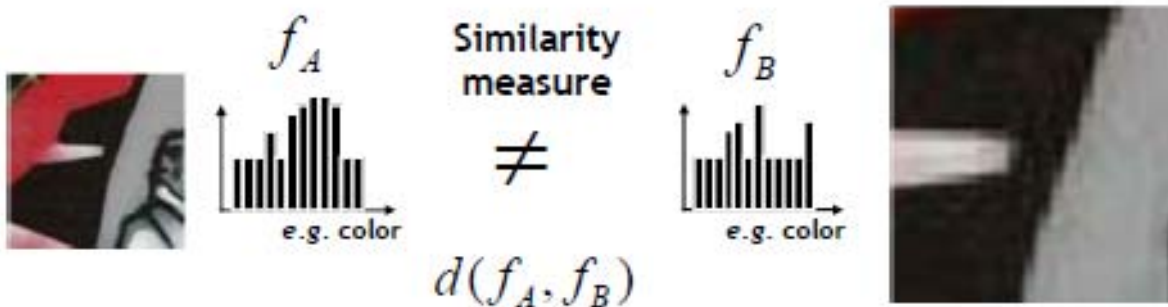 f_A
Similarity
measure
f_B
≠
e.g. color
e.g. color
d(f_A, f_B)